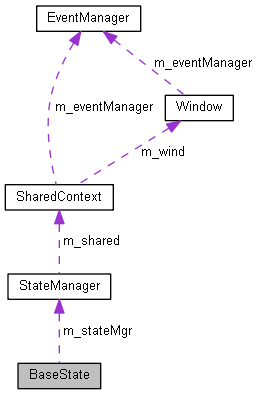 EventManager
m_eventManager
m_eventManager
Window
m_wind
SharedContext
m_shared
StateManager
m_stateMgr
BaseState